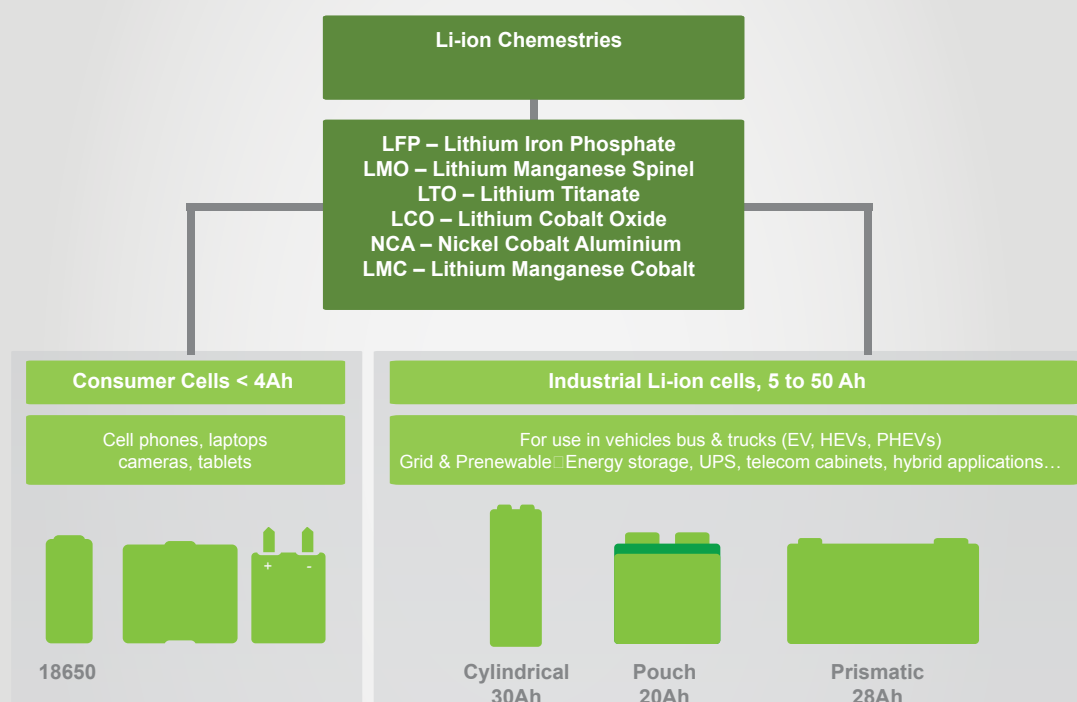 Li-ion Chemestries
LFP – Lithium Iron Phosphate
LMO – Lithium Manganese Spinel
LTO – Lithium Titanate
LCO – Lithium Cobalt Oxide
NCA – Nickel Cobalt Aluminium
LMC – Lithium Manganese Cobalt
Consumer Cells < 4Ah
Cell phones, laptops
cameras, tablets
+ -
18650
Industrial Li-ion cells, 5 to 50 Ah
For use in vehicles bus & trucks (EV, HEVs, PHEVs)
Grid & Prenewable□Energy storage, UPS, telecom cabinets, hybrid applications…
Cylindrical
30Ah
Pouch
20Ah
Prismatic
28Ah